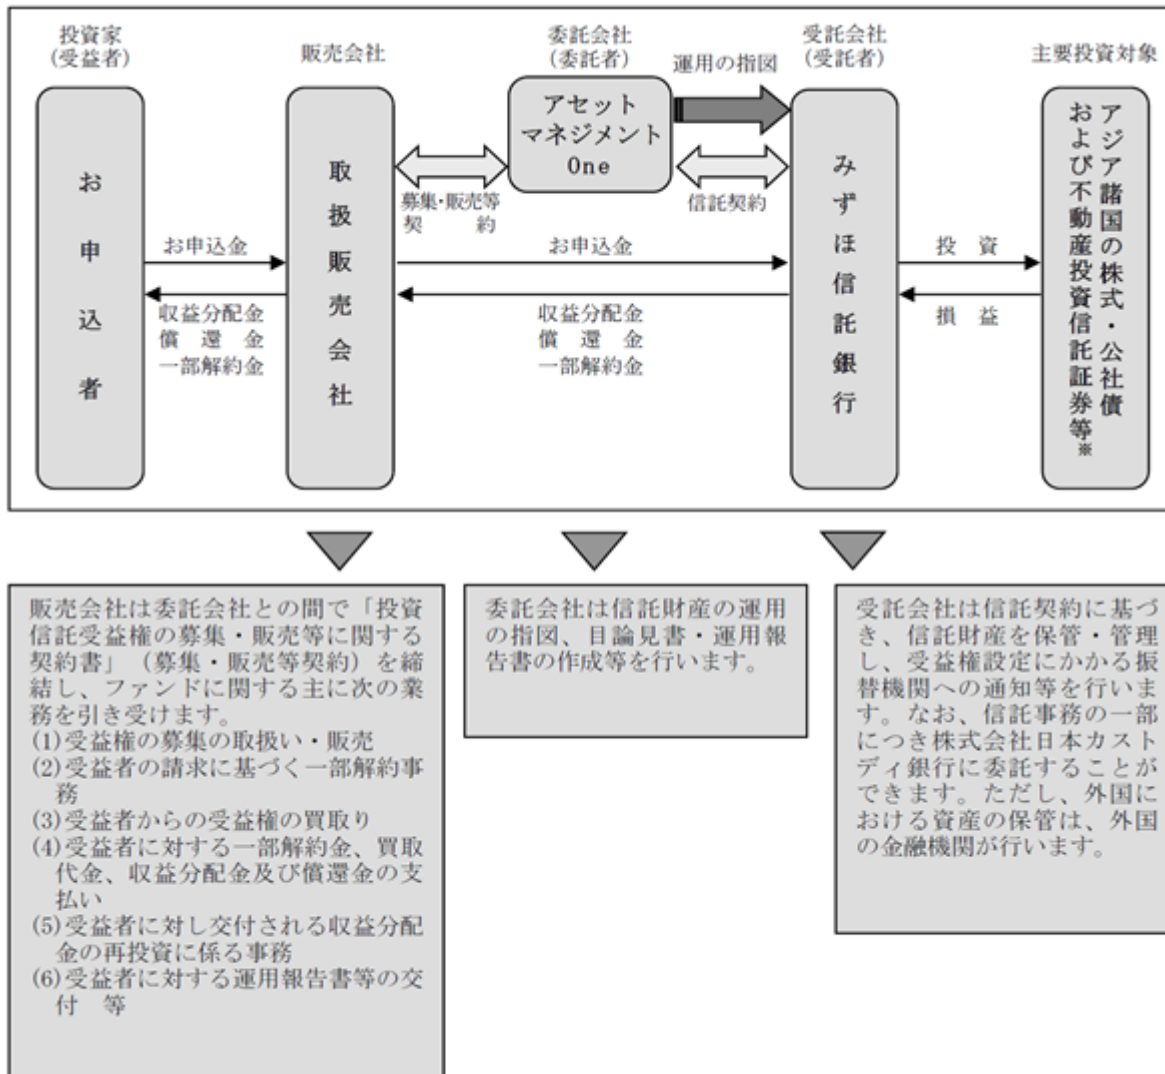 投資家
(受益者)
販売会社
委託会社
(委託者)
運用の指図
受託会社
(受託者)
主要投資対象
お申込者
取扱販売会社
アセット
マネジメント
One
みずほ信託銀行
アジア諸国の株式・公社債
および不動産投資信託証券等※
募集・販売等
契　　約
信託契約
お申込金
収益分配金
償　還　金
一部解約金
お申込金
収益分配金
償　還　金
一部解約金
投　資
損　益
販売会社は委託会社との間で「投資
信託受益権の募集・販売等に関する
契約書」（募集・販売等契約）を締
結し、ファンドに関する主に次の業
務を引き受けます。
(1)受益権の募集の取扱い・販売
(2)受益者の請求に基づく一部解約事
務
(3)受益者からの受益権の買取り
(4)受益者に対する一部解約金、買取
代金、収益分配金及び償還金の支
払い
(5)受益者に対し交付される収益分配
金の再投資に係る事務
(6)受益者に対する運用報告書等の交
付　等
委託会社は信託財産の運用
の指図、目論見書・運用報
告書の作成等を行います。
受託会社は信託契約に基づ
き、信託財産を保管・管理
し、受益権設定にかかる振
替機関への通知等を行いま
す。なお、信託事務の一部
につき株式会社日本カスト
ディ銀行に委託することが
できます。ただし、外国に
おける資産の保管は、外国
の金融機関が行います。